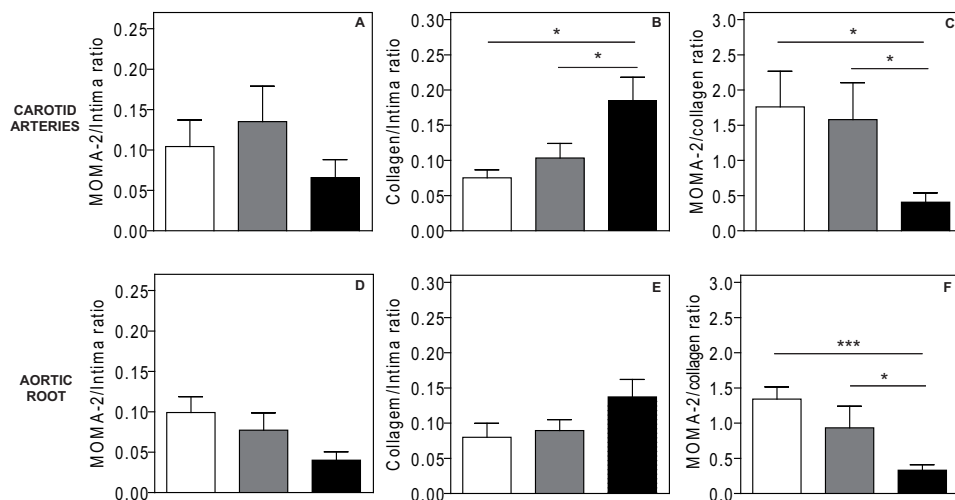 A
MOMA-2/Intima ratio
0.25
0.20
0.15
0.10
0.05
0.00
B
Collagen/Intima ratio
0.30
0.25
0.20
0.15
0.10
0.05
0.00
*
*
C
MOMA-2/collagen ratio
3.0
2.5
2.0
1.5
1.0
0.5
0.0
*
*
CAROTID
ARTERIES
D
MOMA-2/Intima ratio
0.25
0.20
0.15
0.10
0.05
0.00
E
Collagem/Intima ratio
0.30
0.25
0.20
0.15
0.10
0.05
0.00
F
MOMA-2/collagen ratio
3.0
2.5
2.0
1.5
1.0
0.5
0.0
***
*
AORTIC
ROOT